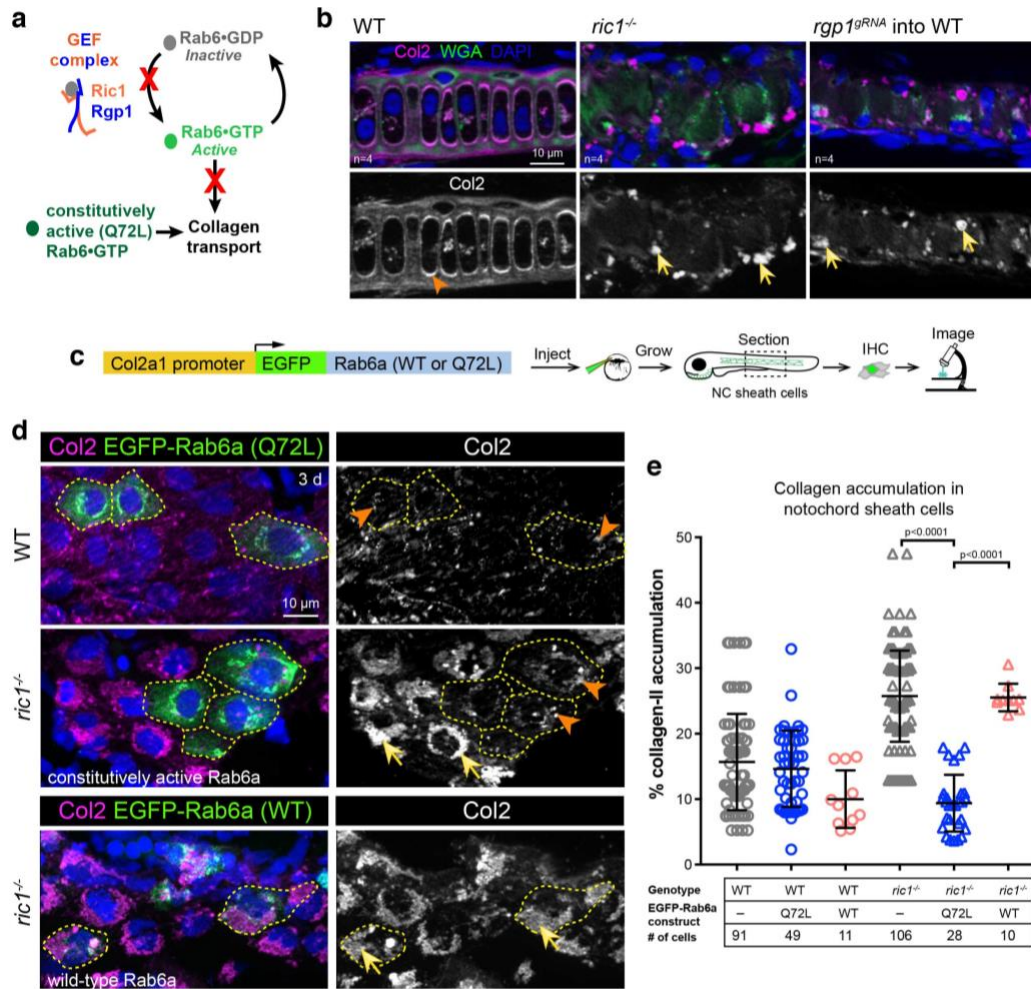 a
GEF
complex
Rab6•GDP
Inactive
Ric1
Rgp1
Rab6•GTP
Active
constitutively
active (Q72L)
Rab6•GTP
Collagen
transport
b
WT
ric1-/-
rgp1gRNA into WT
Col2 WGA DAPI
10 µm
n=4
n=4
n=4
Col2
c
Col2a1 promoter
EGFP
Rab6a (WT or Q72L)
Inject
Grow
Section
NC sheath cells
IHC
Image
d
Col2 EGFP-Rab6a (Q72L)
Col2
WT
3 d
10 µm
ric1-/-
constitutively active Rab6a
Col2 EGFP-Rab6a (WT)
Col2
ric1-/-
wild-type Rab6a
e
Collagen accumulation in
notochord sheath cells
% collagen-II accumulation
50
40
30
20
10
0
p<0.0001
p<0.0001
Genotype WT WT WT ric1-/- ric1-/- ric1-/-
EGFP-Rab6a
construct – Q72L WT – Q72L WT
# of cells 91 49 11 106 28 10